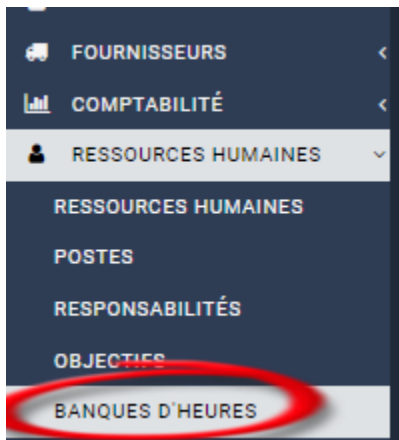 FOURNISSEURS
COMPTABILITÉ
RESSOURCES HUMAINES
RESSOURCES HUMAINES
POSTES
RESPONSABILITÉS
OBJECTIFS
BANQUES D'HEURES